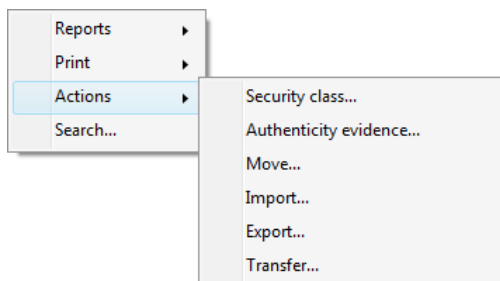 Reports
Print
Actions
Search...
Security class...
Authenticity evidence...
Move...
Import...
Export...
Transfer...